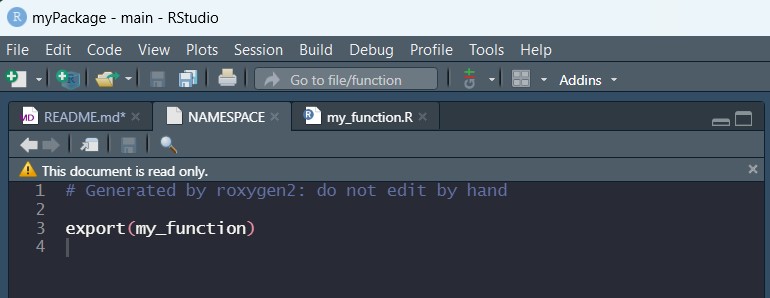 R myPackage - main - RStudio
File Edit Code View Plots Session Build Debug Profile Tools Help
Go to file/function Addins
MD README.md* NAMESPACE R my_function.R
This document is read only.
1 # Generated by roxygen2: do not edit by hand
2
3 export(my_function)
4